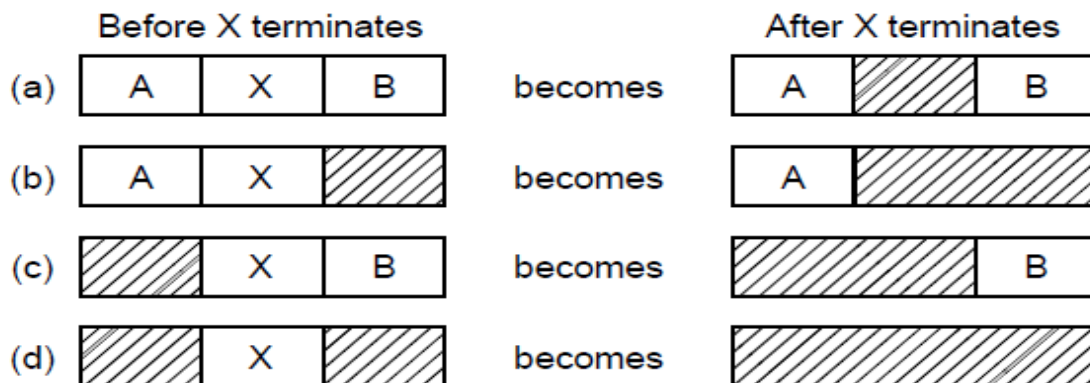 Before X terminates After X terminates
(a) A X B becomes A B
(b) A X becomes A
(c) X B becomes B
(d) X becomes